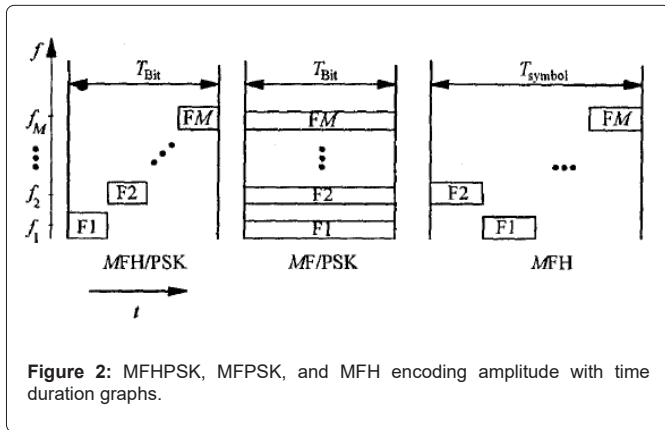 f
T_Bit
T_Bit
T_symbol
f_M
FM
FM
FM
f_2
F2
F2
F2
f_1
F1
F1
F1
MFH/PSK
MF/PSK
MFH
t
Figure 2: MFHPSK, MFPSK, and MFH encoding amplitude with time
duration graphs.